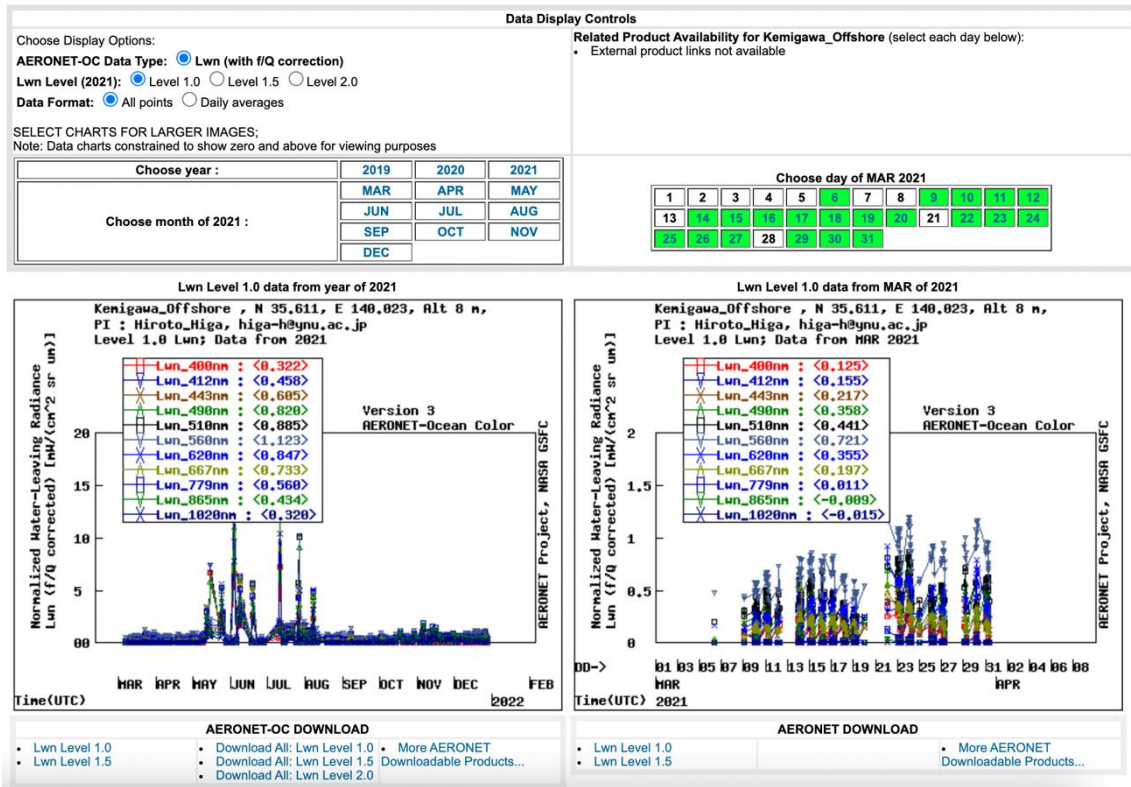 Data Display Controls
Choose Display Options:
AERONET-OC Data Type: Lwn (with f/Q correction)
Lwn Level (2021): Level 1.0 Level 1.5 Level 2.0
Data Format: All points Daily averages
SELECT CHARTS FOR LARGER IMAGES;
Note: Data charts constrained to show zero and above for viewing purposes
Related Product Availability for Kemigawa_Offshore (select each day below):
• External product links not available
Choose year : 2019 2020 2021
Choose month of 2021 :
MAR APR MAY
JUN JUL AUG
SEP OCT NOV
DEC
Choose day of MAR 2021
1 2 3 4 5 6 7 8 9 10 11 12
13 14 15 16 17 18 19 20 21 22 23 24
25 26 27 28 29 30 31
Lwn Level 1.0 data from year of 2021
Kemigawa_Offshore , N 35.611, E 140.023, Alt 8 m,
PI : Hiroto_Higa, higa-h@ynu.ac.jp
Level 1.0 Lwn; Data from 2021
Lwn_400nm : <0.322>
Lwn_412nm : <0.458>
Lwn_443nm : <0.605>
Lwn_490nm : <0.820>
Lwn_510nm : <0.885>
Lwn_560nm : <1.123>
Lwn_620nm : <0.847>
Lwn_667nm : <0.733>
Lwn_779nm : <0.560>
Lwn_865nm : <0.434>
Lwn_1020nm : <0.320>
Version 3
AERONET-Ocean Color
Normalized Water-Leaving Radiance
Lwn (f/Q corrected) [mW/(cm^2 sr um)]
20
15
10
5
00
AERONET Project, NASA GSFC
MAR APR MAY JUN JUL AUG SEP OCT NOV DEC FEB
Time(UTC) 2022
Lwn Level 1.0 data from MAR of 2021
Kemigawa_Offshore , N 35.611, E 140.023, Alt 8 m,
PI : Hiroto_Higa, higa-h@ynu.ac.jp
Level 1.0 Lwn; Data from MAR 2021
Lwn_400nm : <0.125>
Lwn_412nm : <0.155>
Lwn_443nm : <0.217>
Lwn_490nm : <0.358>
Lwn_510nm : <0.441>
Lwn_560nm : <0.721>
Lwn_620nm : <0.355>
Lwn_667nm : <0.197>
Lwn_779nm : <0.011>
Lwn_865nm : <-0.009>
Lwn_1020nm : <-0.015>
Version 3
AERONET-Ocean Color
Normalized Water-Leaving Radiance
Lwn (f/Q corrected) [mW/(cm^2 sr um)]
2
1.5
1
0.5
0
AERONET Project, NASA GSFC
DD-> 01 03 05 07 09 11 13 15 17 19 21 23 25 27 29 31 02 04 06 08
MAR APR
Time(UTC) 2021
AERONET-OC DOWNLOAD
• Lwn Level 1.0
• Lwn Level 1.5
• Download All: Lwn Level 1.0
• Download All: Lwn Level 1.5
• Download All: Lwn Level 2.0
• More AERONET
Downloadable Products...
AERONET DOWNLOAD
• Lwn Level 1.0
• Lwn Level 1.5
• More AERONET
Downloadable Products...